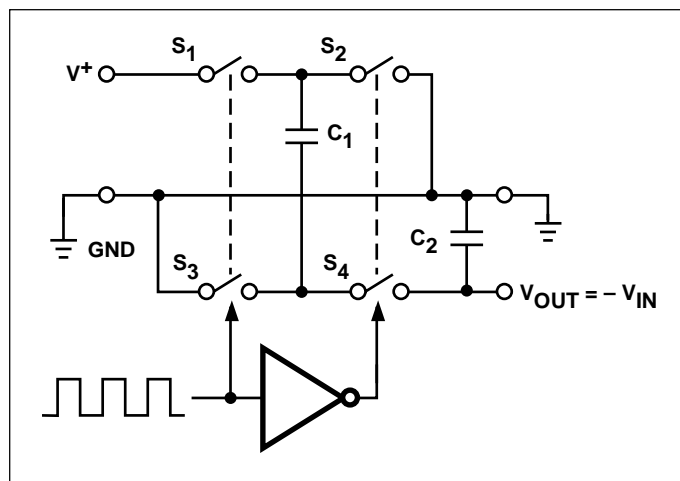 S1
S2
V+
C1
GND
C2
S3
S4
VOUT = – VIN